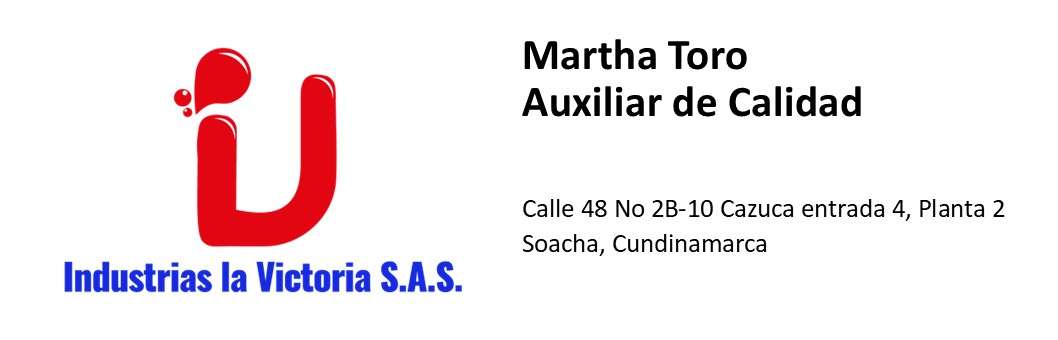 Martha Toro
Auxiliar de Calidad
Calle 48 No 2B-10 Cazuca entrada 4, Planta 2
Soacha, Cundinamarca
Industrias la Victoria S.A.S.